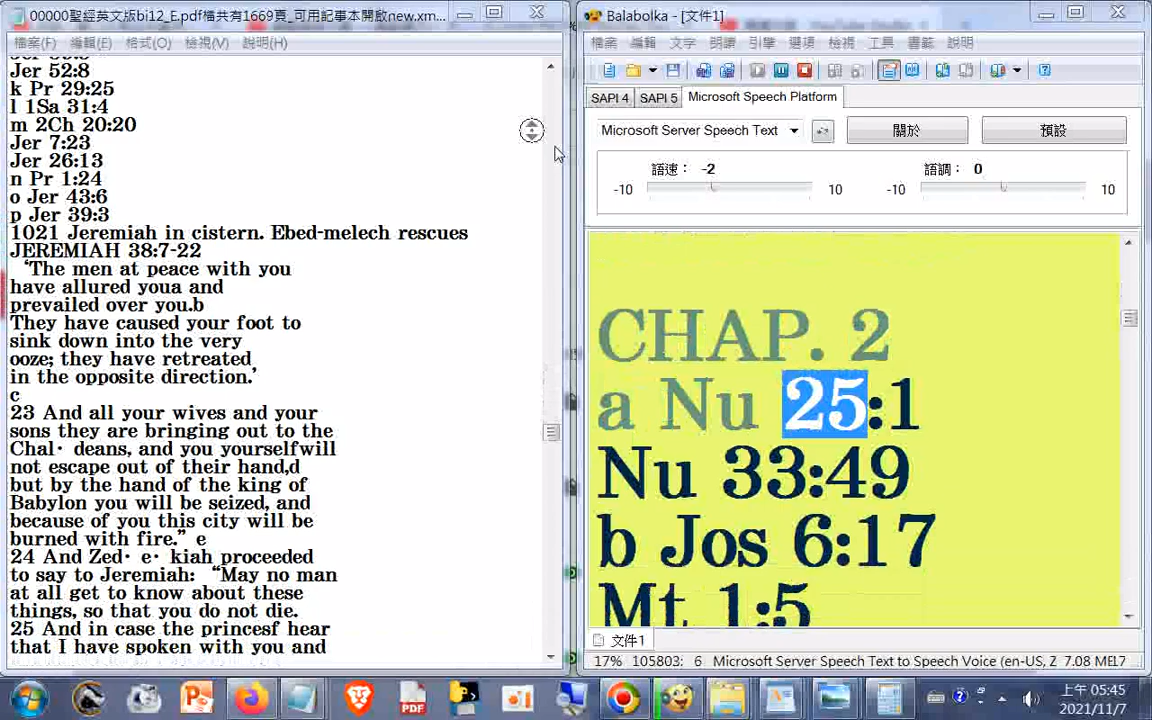 00000聖經英文版bi12_E.pdf檔共有1669頁_可用記事本開啟new.xm...
檔案(F) 編輯(E) 格式(O) 檢視(V) 說明(H)
Jer 52:8
k Pr 29:25
l 1Sa 31:4
m 2Ch 20:20
Jer 7:23
Jer 26:13
n Pr 1:24
o Jer 43:6
p Jer 39:3
1021 Jeremiah in cistern. Ebed-melech rescues
JEREMIAH 38:7-22
‘The men at peace with you
have allured youa and
prevailed over you.b
They have caused your foot to
sink down into the very
ooze; they have retreated
in the opposite direction.’
c
23 And all your wives and your
sons they are bringing out to the
Chal· deans, and you yourselfwill
not escape out of their hand,d
but by the hand of the king of
Babylon you will be seized, and
because of you this city will be
burned with fire.” e
24 And Zed· e· kiah proceeded
to say to Jeremiah: “May no man
at all get to know about these
things, so that you do not die.
25 And in case the princesf hear
that I have spoken with you and
Balabolka - [文件1]
檔案 編輯 文字 朗讀 引擎 選項 檢視 工具 書籤 說明
SAPI 4 SAPI 5 Microsoft Speech Platform
Microsoft Server Speech Text 關於 預設
語速： -2 語調： 0
-10 10 -10 10
CHAP. 2
a Nu 25:1
Nu 33:49
b Jos 6:17
Mt 1:5
文件1
17% 105803: 6 Microsoft Server Speech Text to Speech Voice (en-US, Z 7.08 МЕ17
PDF
上午 05:45
2021/11/7